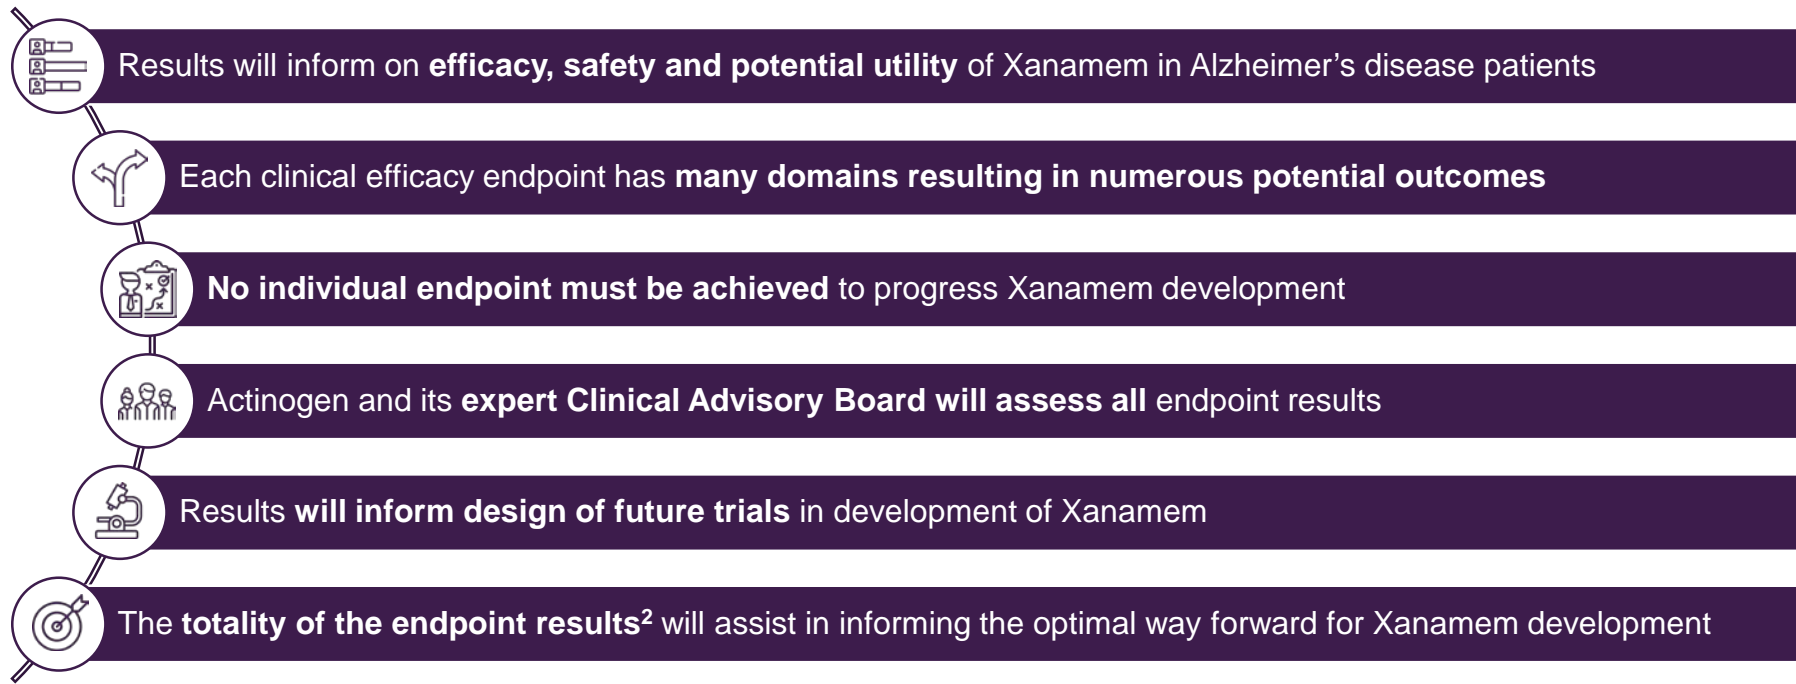 Results will inform on efficacy, safety and potential utility of Xanamem in Alzheimer’s disease patients
Each clinical efficacy endpoint has many domains resulting in numerous potential outcomes
No individual endpoint must be achieved to progress Xanamem development
Actinogen and its expert Clinical Advisory Board will assess all endpoint results
Results will inform design of future trials in development of Xanamem
The totality of the endpoint results² will assist in informing the optimal way forward for Xanamem development